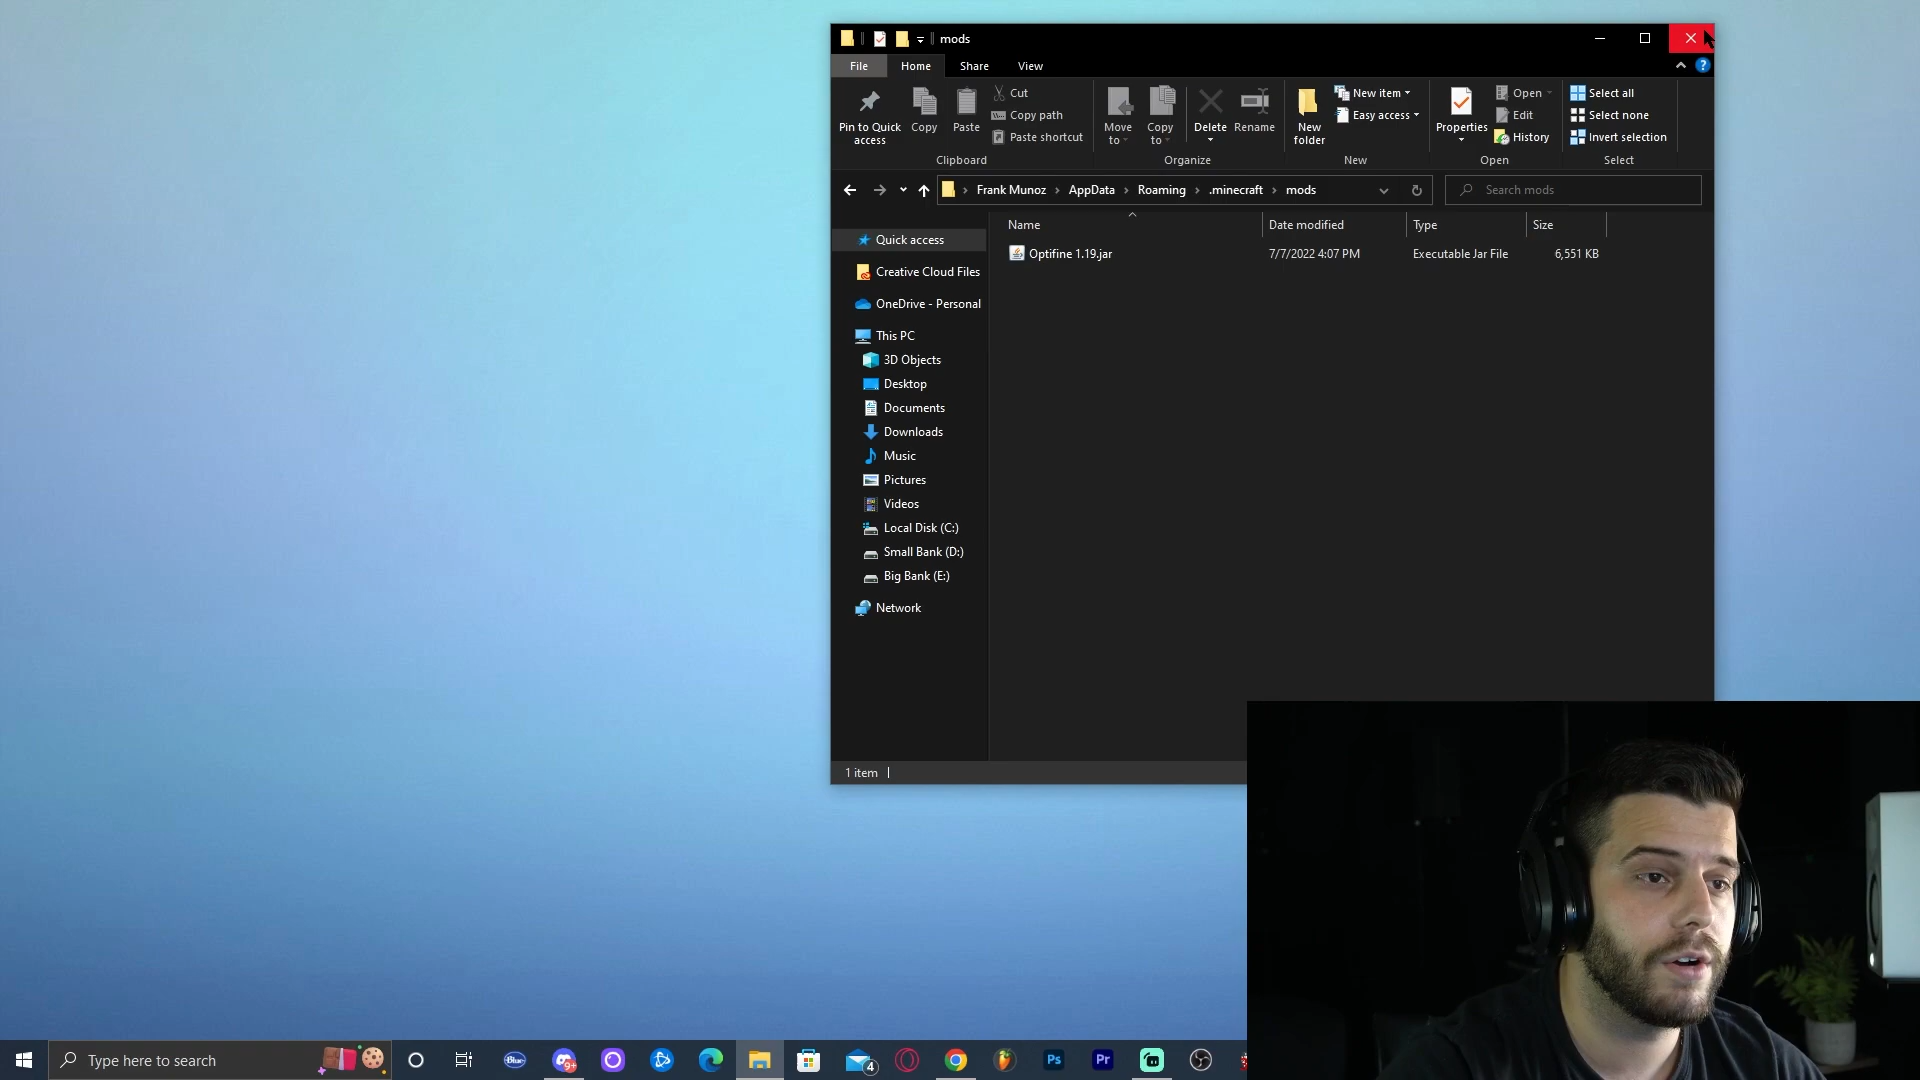 mods
File Home Share View
Pin to Quick access
Copy
Paste
Cut
Copy path
Paste shortcut
Clipboard
Move to
Copy to
Delete
Rename
Organize
New folder
New item
Easy access
New
Properties
Open
Edit
History
Open
Select all
Select none
Invert selection
Select
Frank Munoz > AppData > Roaming > .minecraft > mods
Search mods
Name Date modified Type Size
Optifine 1.19.jar 7/7/2022 4:07 PM Executable Jar File 6,551 KB
Quick access
Creative Cloud Files
OneDrive - Personal
This PC
3D Objects
Desktop
Documents
Downloads
Music
Pictures
Videos
Local Disk (C:)
Small Bank (D:)
Big Bank (E:)
Network
1 item
Type here to search
Blue
9+
4
Ps
Pr